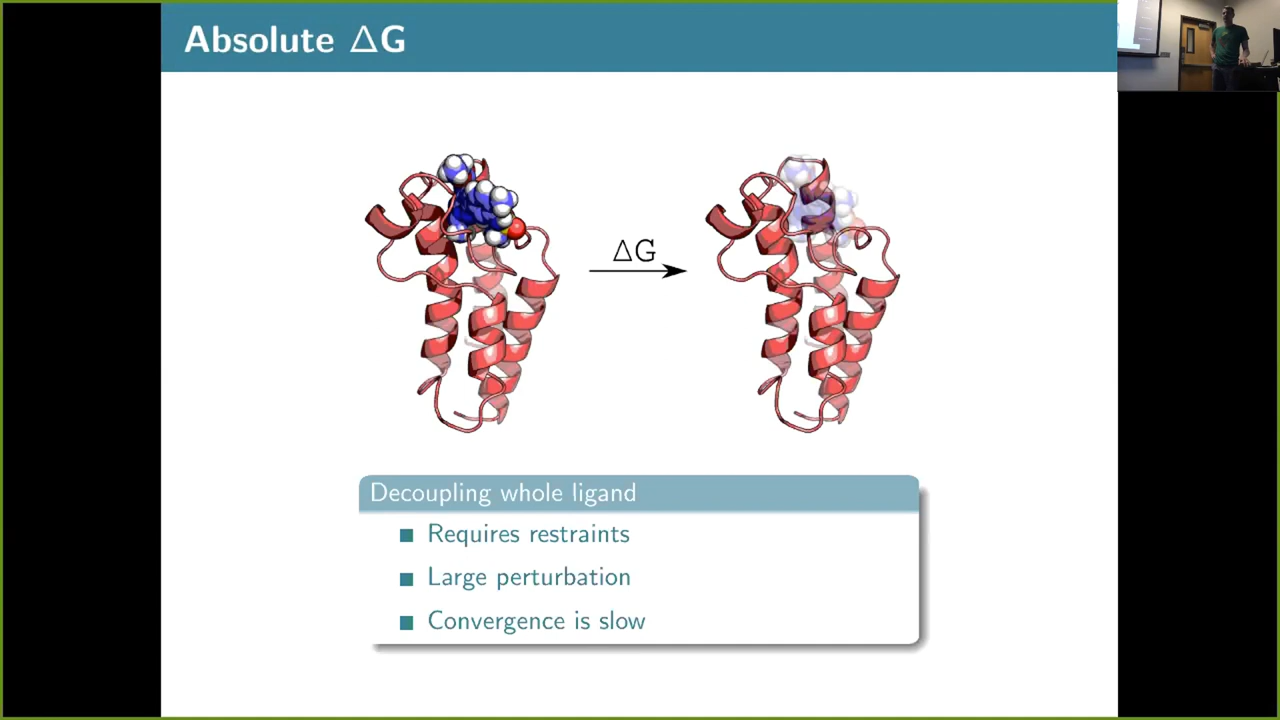 Absolute ΔG
ΔG
Decoupling whole ligand
Requires restraints
Large perturbation
Convergence is slow